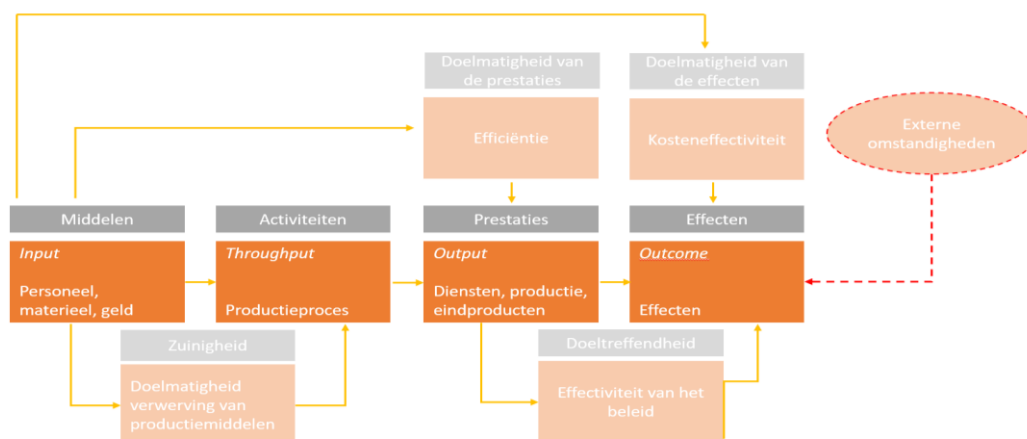 Doelmatigheid van
de prestaties
Doelmatigheid van
de effecten
Efficiëntie
Kosteneffectiviteit
Externe
omstandigheden
Middelen
Activiteiten
Prestaties
Effecten
Input
Personeel,
materieel, geld
Throughput
Productieproces
Output
Diensten, productie,
eindproducten
Outcome
Effecten
Zuinigheid
Doelmatigheid
verwerving van
productiemiddelen
Doeltreffendheid
Effectiviteit van het
beleid